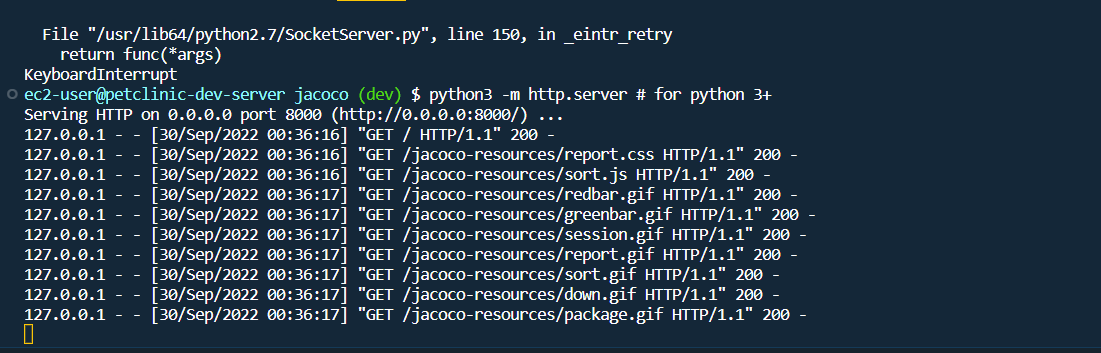 File "/usr/lib64/python2.7/SocketServer.py", line 150, in _eintr_retry
return func(*args)
KeyboardInterrupt
ec2-user@petclinic-dev-server jacoco (dev) $ python3 -m http.server # for python 3+
Serving HTTP on 0.0.0.0 port 8000 (http://0.0.0.0:8000/) ...
127.0.0.1 - - [30/Sep/2022 00:36:16] "GET / HTTP/1.1" 200 -
127.0.0.1 - - [30/Sep/2022 00:36:16] "GET /jacoco-resources/report.css HTTP/1.1" 200 -
127.0.0.1 - - [30/Sep/2022 00:36:16] "GET /jacoco-resources/sort.js HTTP/1.1" 200 -
127.0.0.1 - - [30/Sep/2022 00:36:17] "GET /jacoco-resources/redbar.gif HTTP/1.1" 200 -
127.0.0.1 - - [30/Sep/2022 00:36:17] "GET /jacoco-resources/greenbar.gif HTTP/1.1" 200 -
127.0.0.1 - - [30/Sep/2022 00:36:17] "GET /jacoco-resources/session.gif HTTP/1.1" 200 -
127.0.0.1 - - [30/Sep/2022 00:36:17] "GET /jacoco-resources/report.gif HTTP/1.1" 200 -
127.0.0.1 - - [30/Sep/2022 00:36:17] "GET /jacoco-resources/sort.gif HTTP/1.1" 200 -
127.0.0.1 - - [30/Sep/2022 00:36:17] "GET /jacoco-resources/down.gif HTTP/1.1" 200 -
127.0.0.1 - - [30/Sep/2022 00:36:17] "GET /jacoco-resources/package.gif HTTP/1.1" 200 -